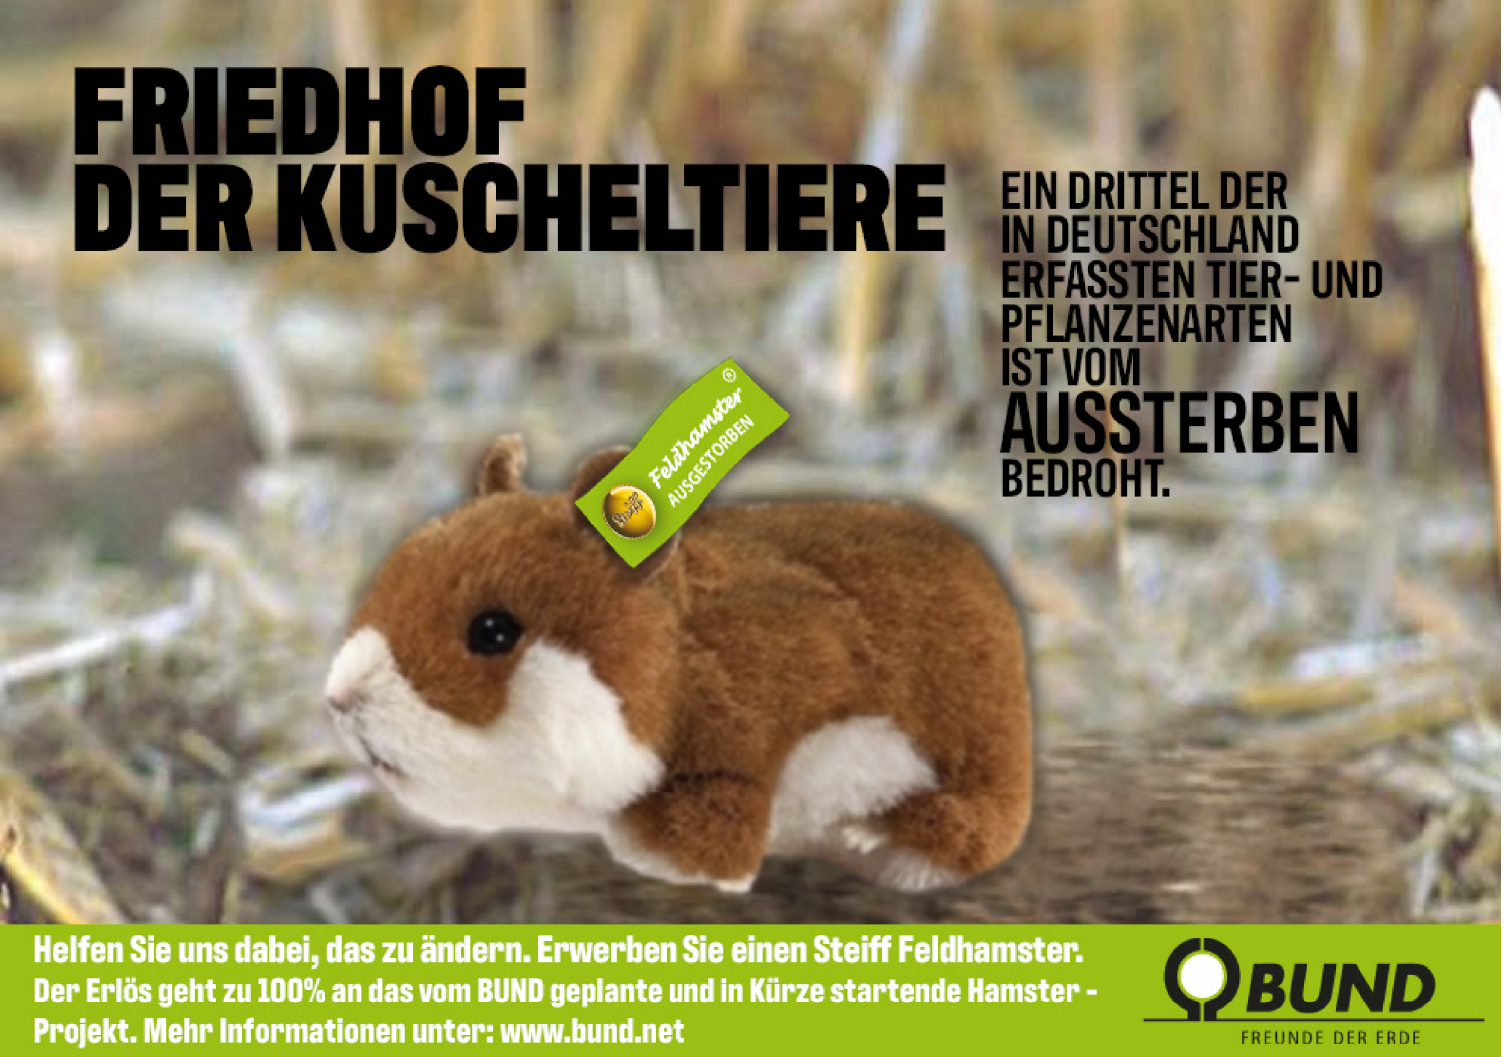 FRIEDHOF
DER KUSCHELTIERE
EIN DRITTEL DER
IN DEUTSCHLAND
ERFASSTEN TIER- UND
PFLANZENARTEN
IST VOM
AUSSTERBEN
BEDROHT.
Feldhamster®
AUSGESTORBEN
Steiff
Helfen Sie uns dabei, das zu ändern. Erwerben Sie einen Steiff Feldhamster.
Der Erlös geht zu 100% an das vom BUND geplante und in Kürze startende Hamster -
Projekt. Mehr Informationen unter: www.bund.net
BUND
FREUNDE DER ERDE